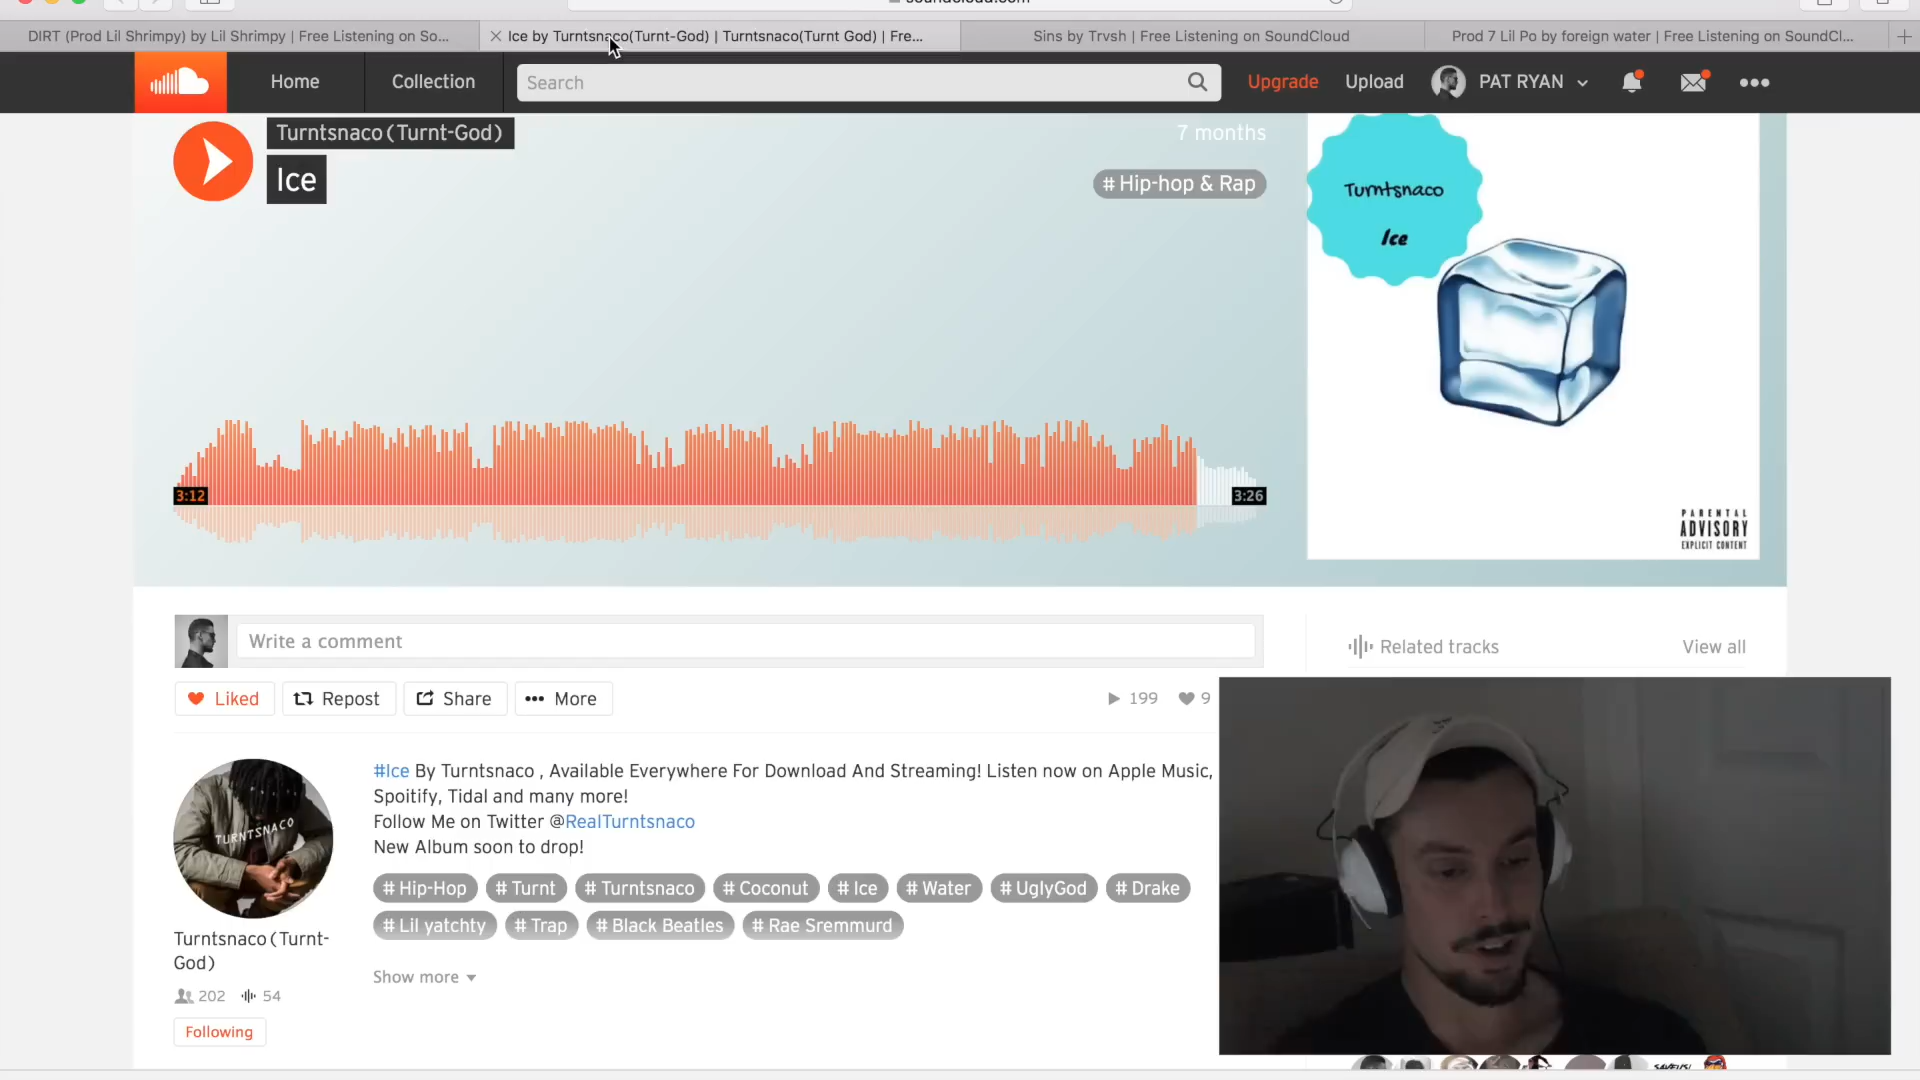 soundcloud.com
DIRT (Prod Lil Shrimpy) by Lil Shrimpy | Free Listening on So...
Ice by Turntsnaco(Turnt-God) | Turntsnaco(Turnt God) | Fre...
Sins by Trvsh | Free Listening on SoundCloud
Prod 7 Lil Po by foreign water | Free Listening on SoundCl...
Home
Collection
Search
Upgrade
Upload
PAT RYAN
Turntsnaco(Turnt-God)
7 months
Ice
# Hip-hop & Rap
Turntsnaco
Ice
3:12
3:26
PARENTAL
ADVISORY
EXPLICIT CONTENT
Write a comment
Related tracks
View all
Liked
Repost
Share
More
199
9
#Ice By Turntsnaco , Available Everywhere For Download And Streaming! Listen now on Apple Music,
Spoitify, Tidal and many more!
Follow Me on Twitter @RealTurntsnaco
New Album soon to drop!
TURNTSNACO
# Hip-Hop
# Turnt
# Turntsnaco
# Coconut
# Ice
# Water
# UglyGod
# Drake
# Lil yatchty
# Trap
# Black Beatles
# Rae Sremmurd
Turntsnaco(Turnt-
God)
Show more
202
54
Following